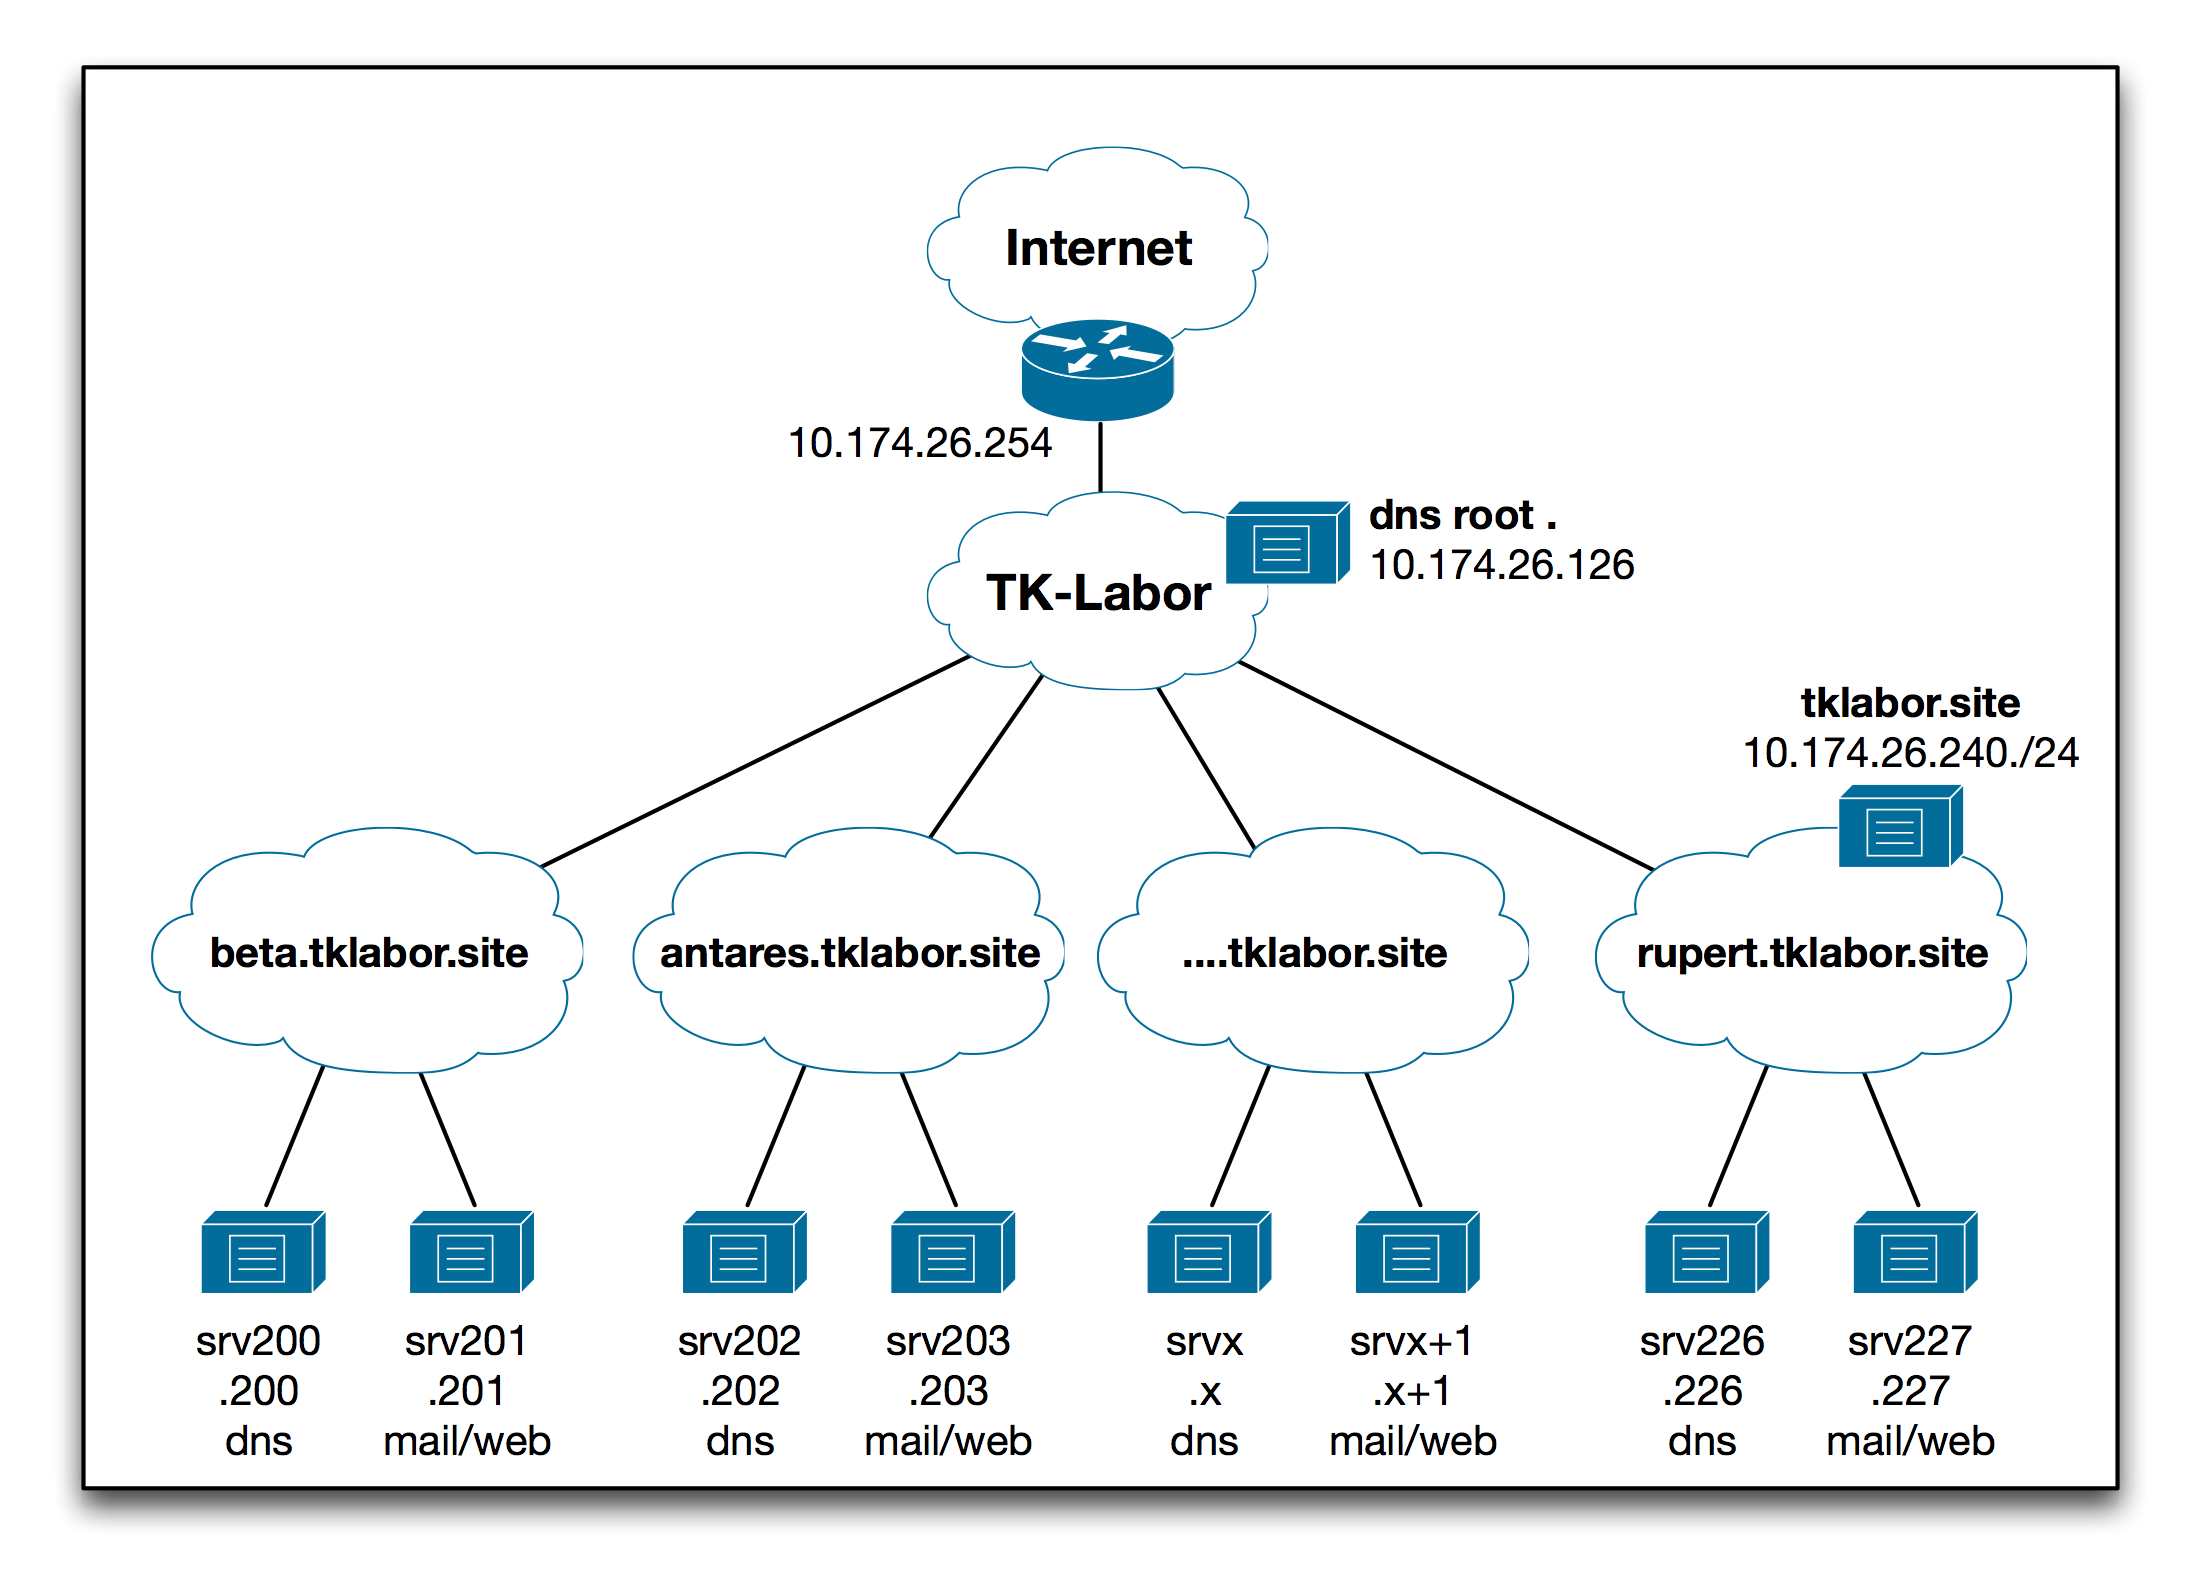 Internet
10.174.26.254
dns root .
10.174.26.126
TK-Labor
tklabor.site
10.174.26.240./24
beta.tklabor.site
antares.tklabor.site
....tklabor.site
rupert.tklabor.site
srv200
.200
dns
srv201
.201
mail/web
srv202
.202
dns
srv203
.203
mail/web
srvx
.x
dns
srvx+1
.x+1
mail/web
srv226
.226
dns
srv227
.227
mail/web